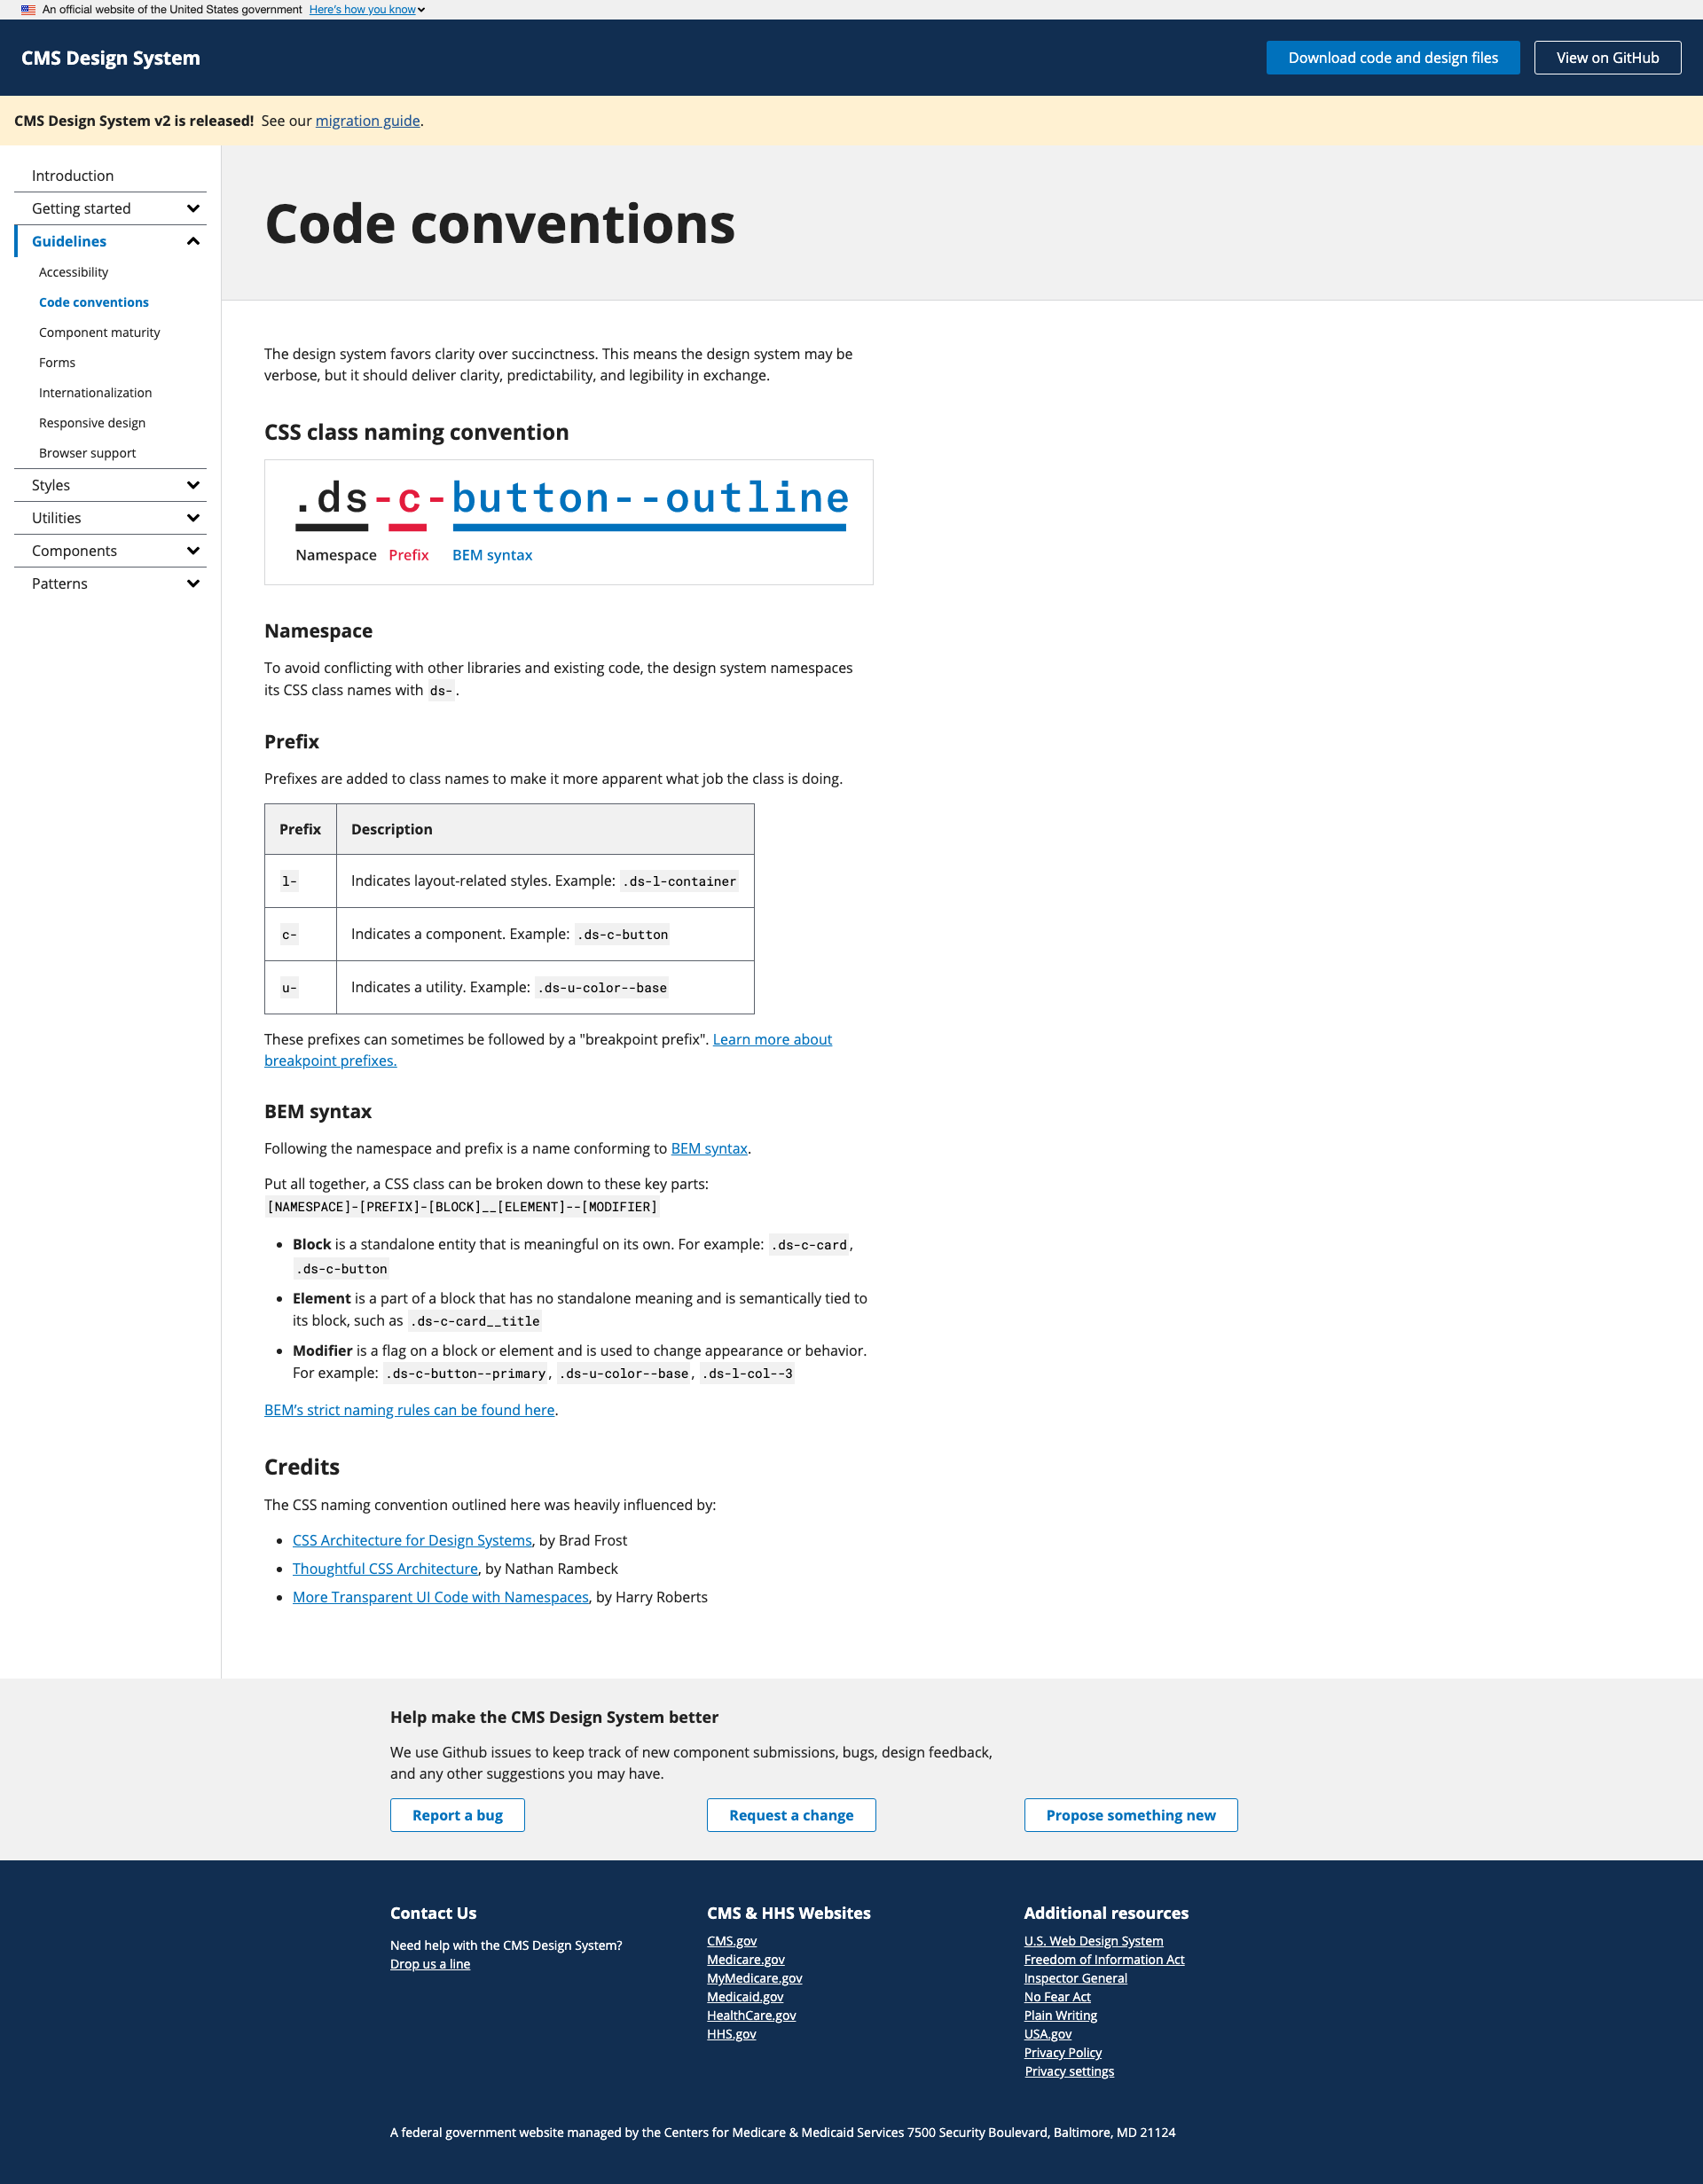 An official website of the United States government Here's how you know
CMS Design System
Download code and design files
View on GitHub
CMS Design System v2 is released! See our migration guide.
Introduction
Getting started
Guidelines
Accessibility
Code conventions
Component maturity
Forms
Internationalization
Responsive design
Browser support
Styles
Utilities
Components
Patterns
Code conventions
The design system favors clarity over succinctness. This means the design system may be
verbose, but it should deliver clarity, predictability, and legibility in exchange.
CSS class naming convention
.ds-c-button--outline
Namespace Prefix BEM syntax
Namespace
To avoid conflicting with other libraries and existing code, the design system namespaces
its CSS class names with ds-.
Prefix
Prefixes are added to class names to make it more apparent what job the class is doing.
Prefix Description
l- Indicates layout-related styles. Example: .ds-l-container
c- Indicates a component. Example: .ds-c-button
u- Indicates a utility. Example: .ds-u-color--base
These prefixes can sometimes be followed by a "breakpoint prefix". Learn more about
breakpoint prefixes.
BEM syntax
Following the namespace and prefix is a name conforming to BEM syntax.
Put all together, a CSS class can be broken down to these key parts:
[NAMESPACE]-[PREFIX]-[BLOCK]__[ELEMENT]--[MODIFIER]
• Block is a standalone entity that is meaningful on its own. For example: .ds-c-card,
.ds-c-button
• Element is a part of a block that has no standalone meaning and is semantically tied to
its block, such as .ds-c-card__title
• Modifier is a flag on a block or element and is used to change appearance or behavior.
For example: .ds-c-button--primary, .ds-u-color--base, .ds-l-col--3
BEM’s strict naming rules can be found here.
Credits
The CSS naming convention outlined here was heavily influenced by:
• CSS Architecture for Design Systems, by Brad Frost
• Thoughtful CSS Architecture, by Nathan Rambeck
• More Transparent UI Code with Namespaces, by Harry Roberts
Help make the CMS Design System better
We use Github issues to keep track of new component submissions, bugs, design feedback,
and any other suggestions you may have.
Report a bug
Request a change
Propose something new
Contact Us
Need help with the CMS Design System?
Drop us a line
CMS & HHS Websites
CMS.gov
Medicare.gov
MyMedicare.gov
Medicaid.gov
HealthCare.gov
HHS.gov
Additional resources
U.S. Web Design System
Freedom of Information Act
Inspector General
No Fear Act
Plain Writing
USA.gov
Privacy Policy
Privacy settings
A federal government website managed by the Centers for Medicare & Medicaid Services 7500 Security Boulevard, Baltimore, MD 21124